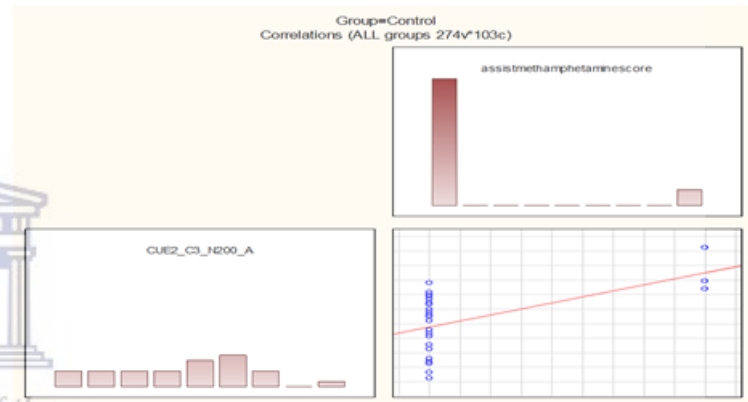 Group=Control
Correlations (ALL groups 274v*103c)
assistmethamphetaminescore
CUE2_C3_N200_A